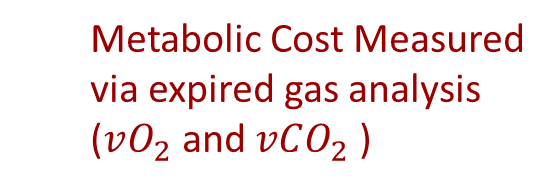 Metabolic Cost Measured
via expired gas analysis
(vO₂ and vCO₂ )